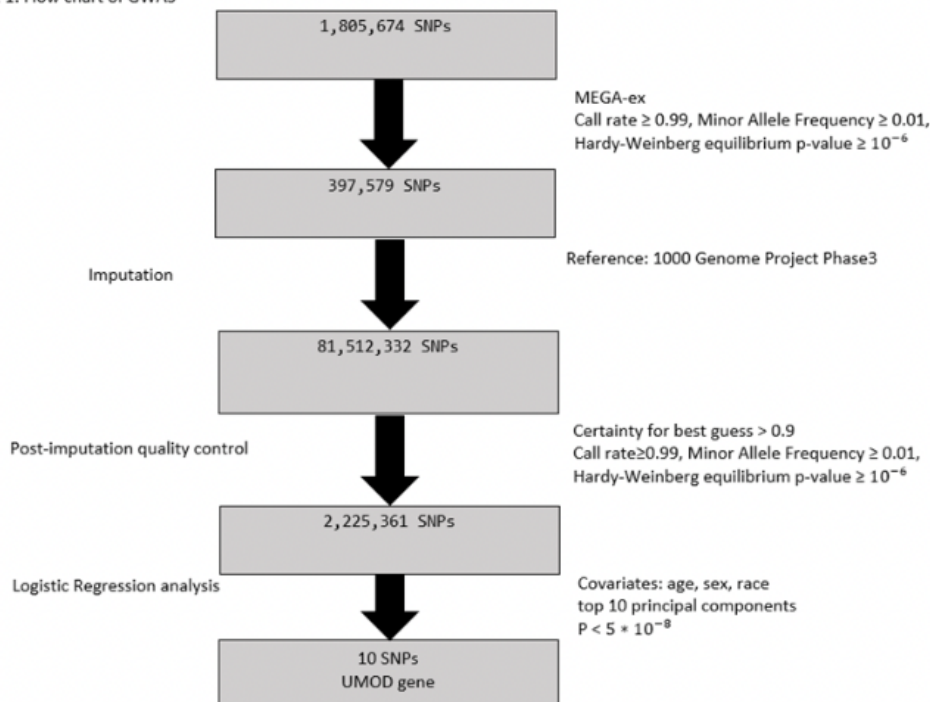 1,805,674 SNPs
MEGA-ex
Call rate ≥ 0.99, Minor Allele Frequency ≥ 0.01,
Hardy-Weinberg equilibrium p-value ≥ 10⁻⁶
397,579 SNPs
Reference: 1000 Genome Project Phase3
Imputation
81,512,332 SNPs
Certainty for best guess > 0.9
Post-imputation quality control
Call rate≥0.99, Minor Allele Frequency ≥ 0.01,
Hardy-Weinberg equilibrium p-value ≥ 10⁻⁶
2,225,361 SNPs
Logistic Regression analysis
Covariates: age, sex, race
top 10 principal components
P < 5 * 10⁻⁸
10 SNPs
UMOD gene